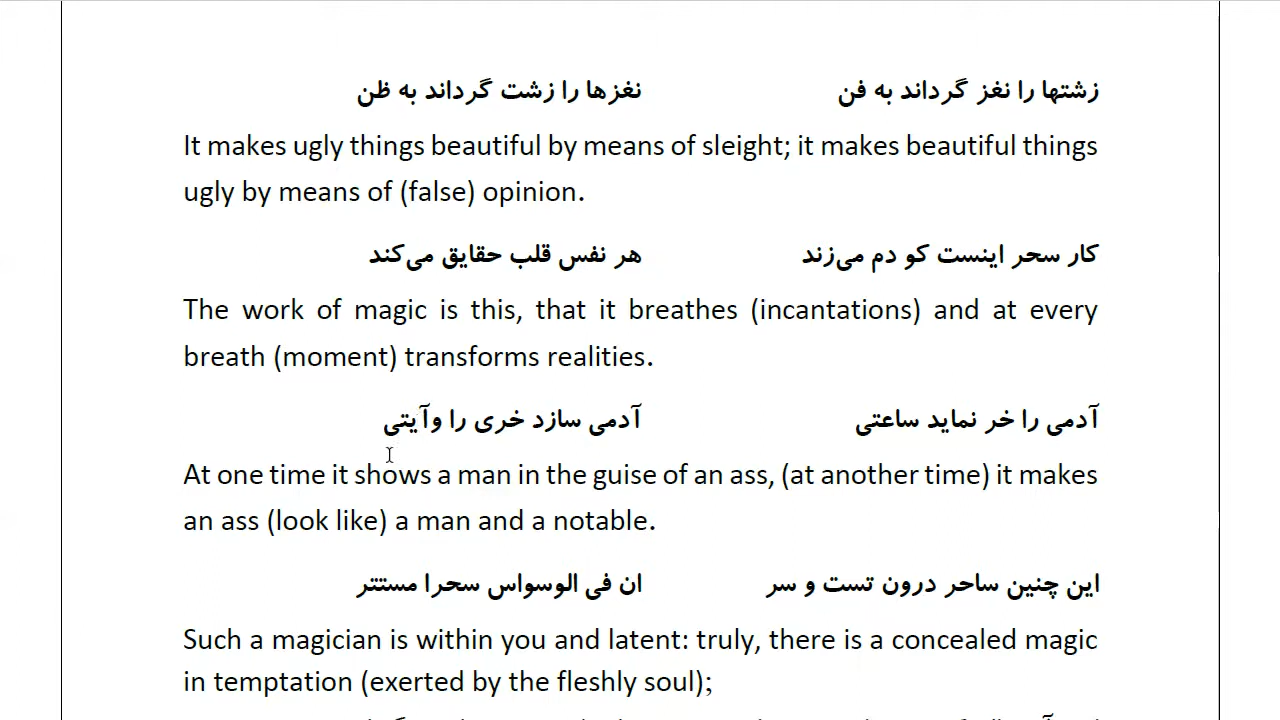 زشتها را نغز گرداند به فن نغزها را زشت گرداند به ظن
It makes ugly things beautiful by means of sleight; it makes beautiful things
ugly by means of (false) opinion.
کار سحر اینست کو دم می‌زند هر نفس قلب حقایق می‌کند
The work of magic is this, that it breathes (incantations) and at every
breath (moment) transforms realities.
آدمی را خر نماید ساعتی آدمی سازد خری را وآیتی
At one time it shows a man in the guise of an ass, (at another time) it makes
an ass (look like) a man and a notable.
این چنین ساحر درون تست و سر ان فی الوسواس سحرا مستتر
Such a magician is within you and latent: truly, there is a concealed magic
in temptation (exerted by the fleshly soul);